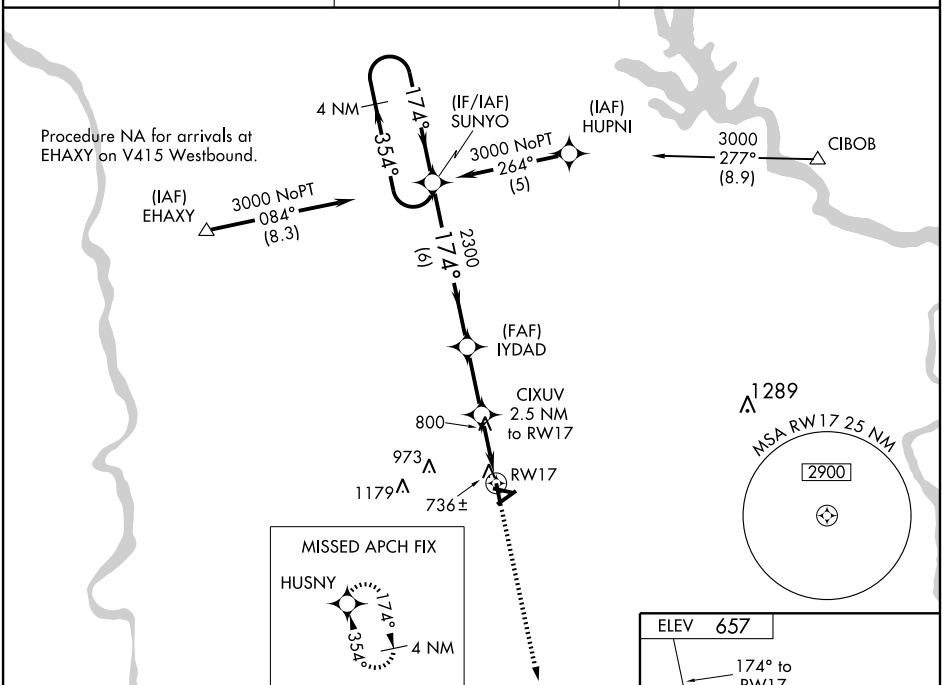 4 NM
174°
354°
(IF/IAF)
SUNYO
(IAF)
HUPNI
3000 NoPT
264°
(5)
3000
277°
(8.9)
CIBOB
Procedure NA for arrivals at
EHAXY on V415 Westbound.
(IAF)
EHAXY
3000 NoPT
084°
(8.3)
2300
174°
(6)
(FAF)
IYDAD
CIXUV
2.5 NM
to RW17
800
973
1179
736±
RW17
1289
MSA RW17 25 NM
2900
MISSED APCH FIX
HUSNY
174°
354°
4 NM
ELEV 657
174° to
RW17